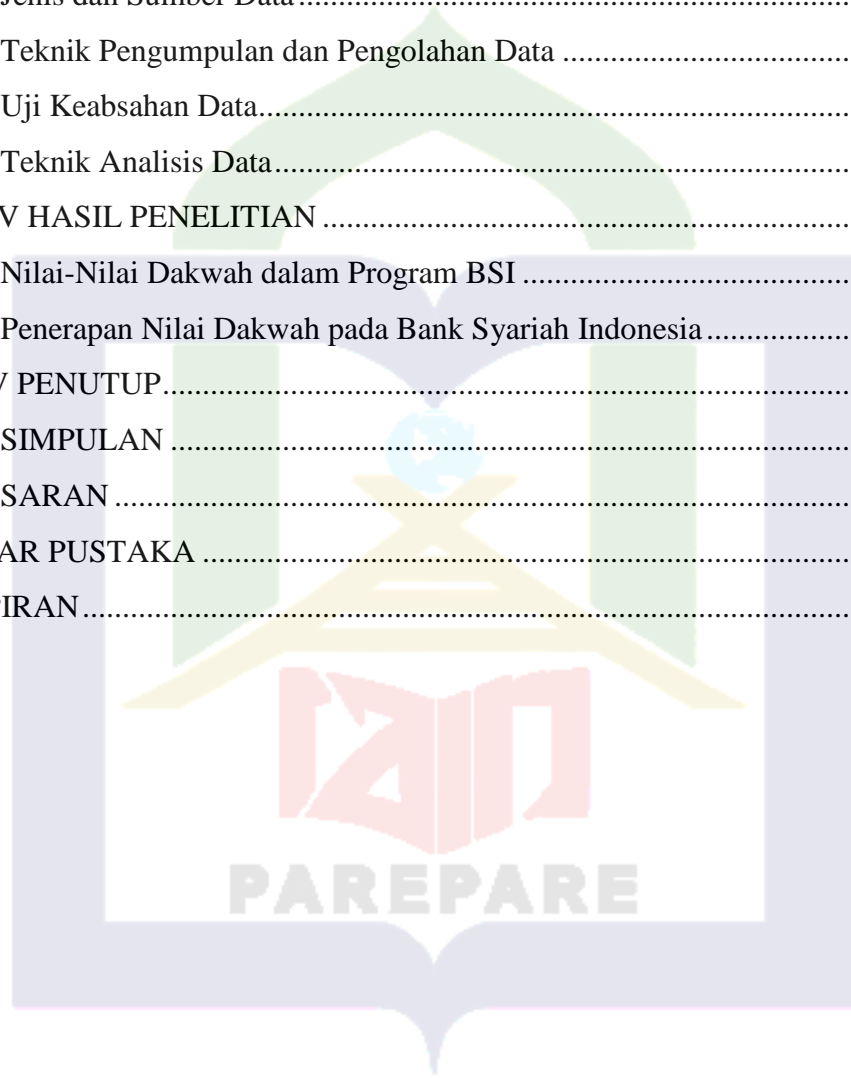 Jenis dan Sumber Data........................................................................
Teknik Pengumpulan dan Pengolahan Data ........................................
Uji Keabsahan Data.............................................................................
Teknik Analisis Data...........................................................................
V HASIL PENELITIAN .......................................................................
Nilai-Nilai Dakwah dalam Program BSI .............................................
Penerapan Nilai Dakwah pada Bank Syariah Indonesia ......................
V PENUTUP.........................................................................................
SIMPULAN .........................................................................................
SARAN ................................................................................................
AR PUSTAKA .....................................................................................
IRAN....................................................................................................
PAREPARE